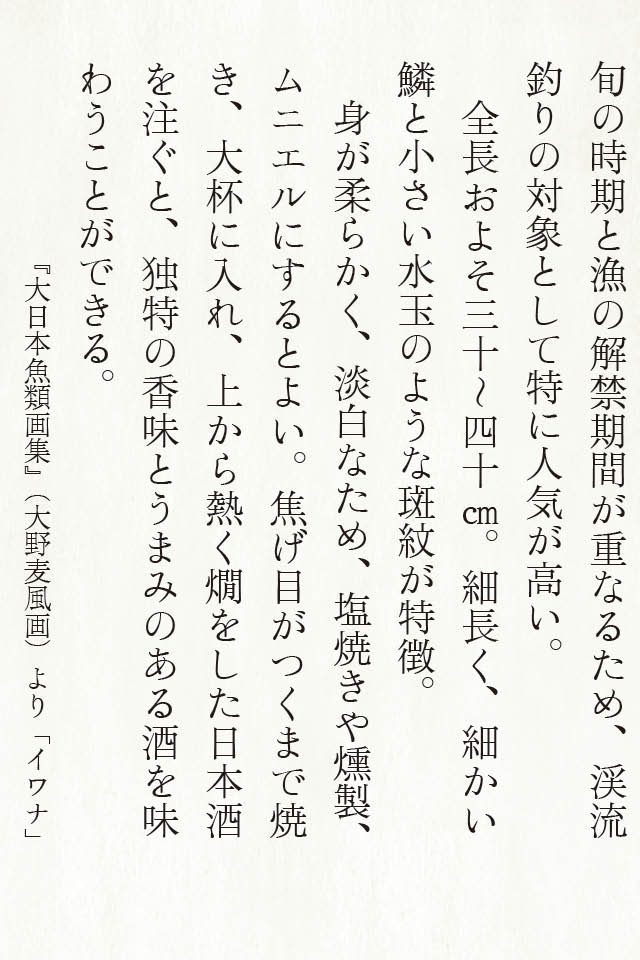 旬の時期と漁の解禁期間が重なるため、渓流
釣りの対象として特に人気が高い。
全長およそ三十～四十㎝。細長く、細かい
鱗と小さい水玉のような斑紋が特徴。
身が柔らかく、淡白なため、塩焼きや燻製、
ムニエルにするとよい。焦げ目がつくまで焼
き、大杯に入れ、上から熱く燗をした日本酒
を注ぐと、独特の香味とうまみのある酒を味
わうことができる。
『大日本魚類画集』（大野麦風画）より「イワナ」